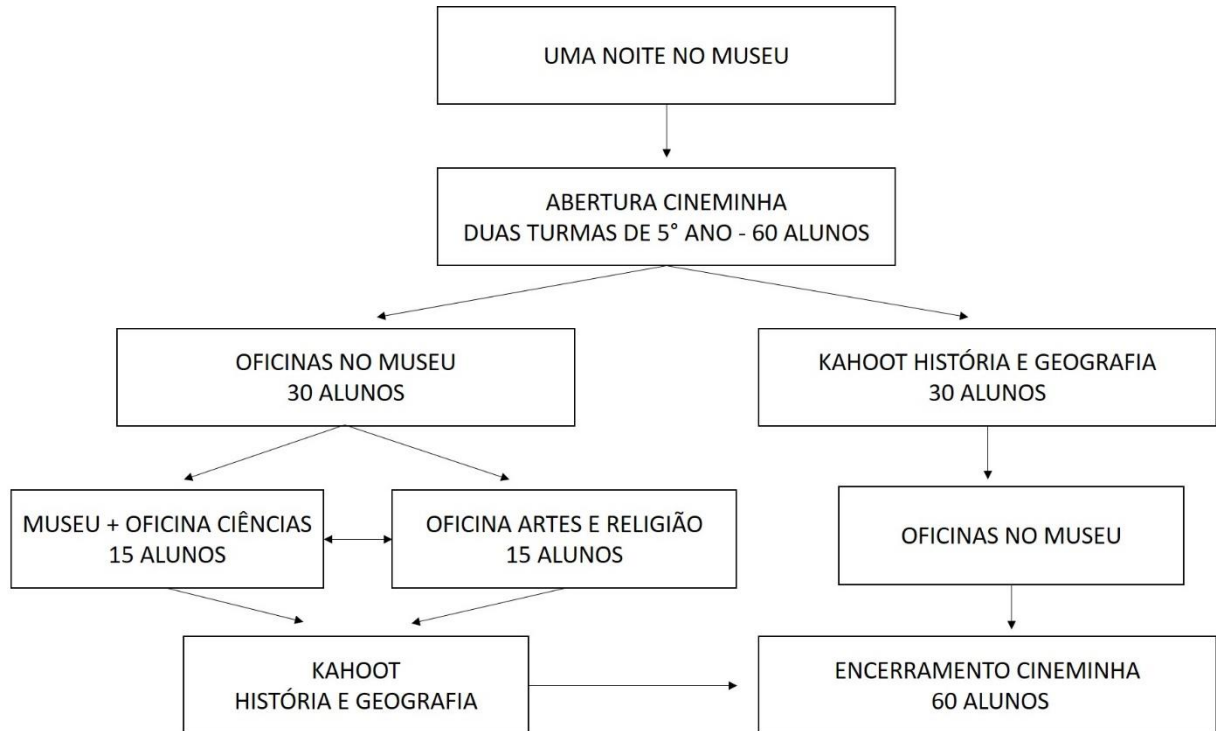 UMA NOITE NO MUSEU
ABERTURA CINEMINHA
DUAS TURMAS DE 5° ANO - 60 ALUNOS
OFICINAS NO MUSEU
30 ALUNOS
KAHOOT HISTÓRIA E GEOGRAFIA
30 ALUNOS
MUSEU + OFICINA CIÊNCIAS
15 ALUNOS
OFICINA ARTES E RELIGIÃO
15 ALUNOS
OFICINAS NO MUSEU
KAHOOT
HISTÓRIA E GEOGRAFIA
ENCERRAMENTO CINEMINHA
60 ALUNOS